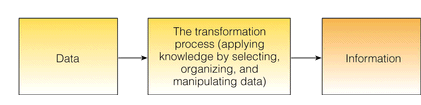 Data
The transformation
process (applying
knowledge by selecting,
organizing, and
manipulating data)
Information